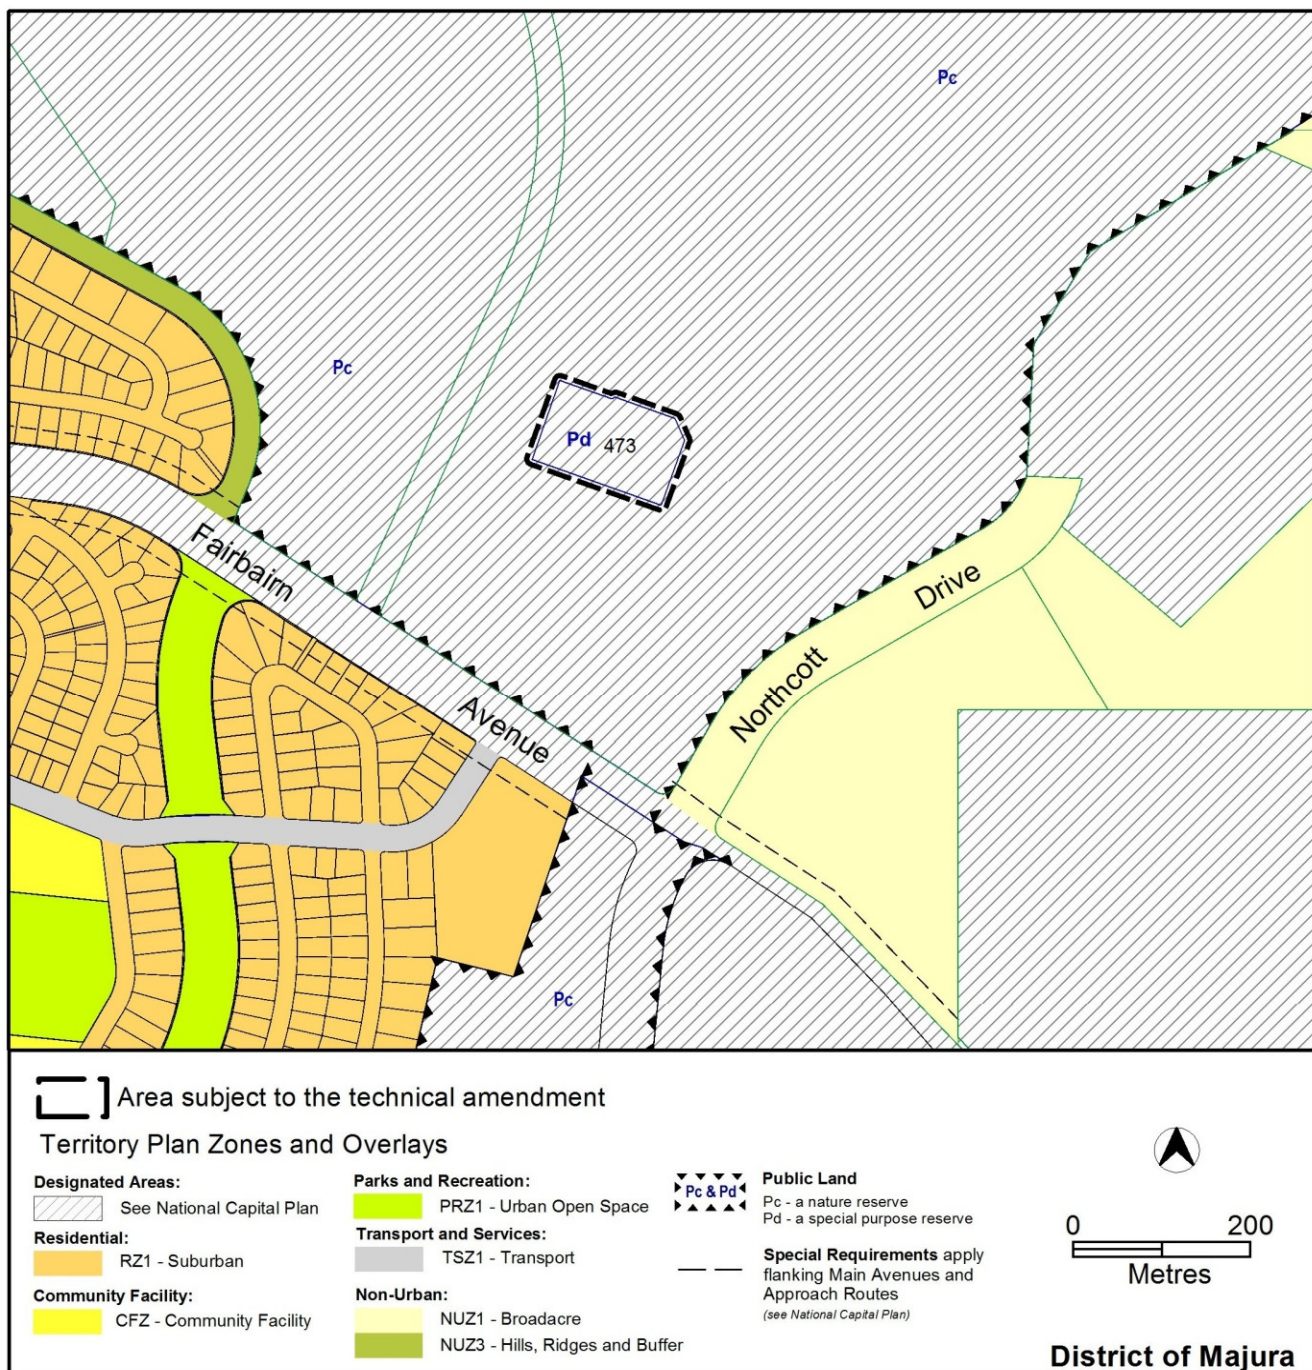 Pc
Pc
Pd 473
Fairbairn
Avenue
Northcott
Drive
Pc
Area subject to the technical amendment
Territory Plan Zones and Overlays
Designated Areas:
See National Capital Plan
Residential:
RZ1 - Suburban
Community Facility:
CFZ - Community Facility
Parks and Recreation:
PRZ1 - Urban Open Space
Transport and Services:
TSZ1 - Transport
Non-Urban:
NUZ1 - Broadacre
NUZ3 - Hills, Ridges and Buffer
Pc & Pd
Public Land
Pc - a nature reserve
Pd - a special purpose reserve
Special Requirements apply
flanking Main Avenues and
Approach Routes
(see National Capital Plan)
0 200
Metres
District of Majura